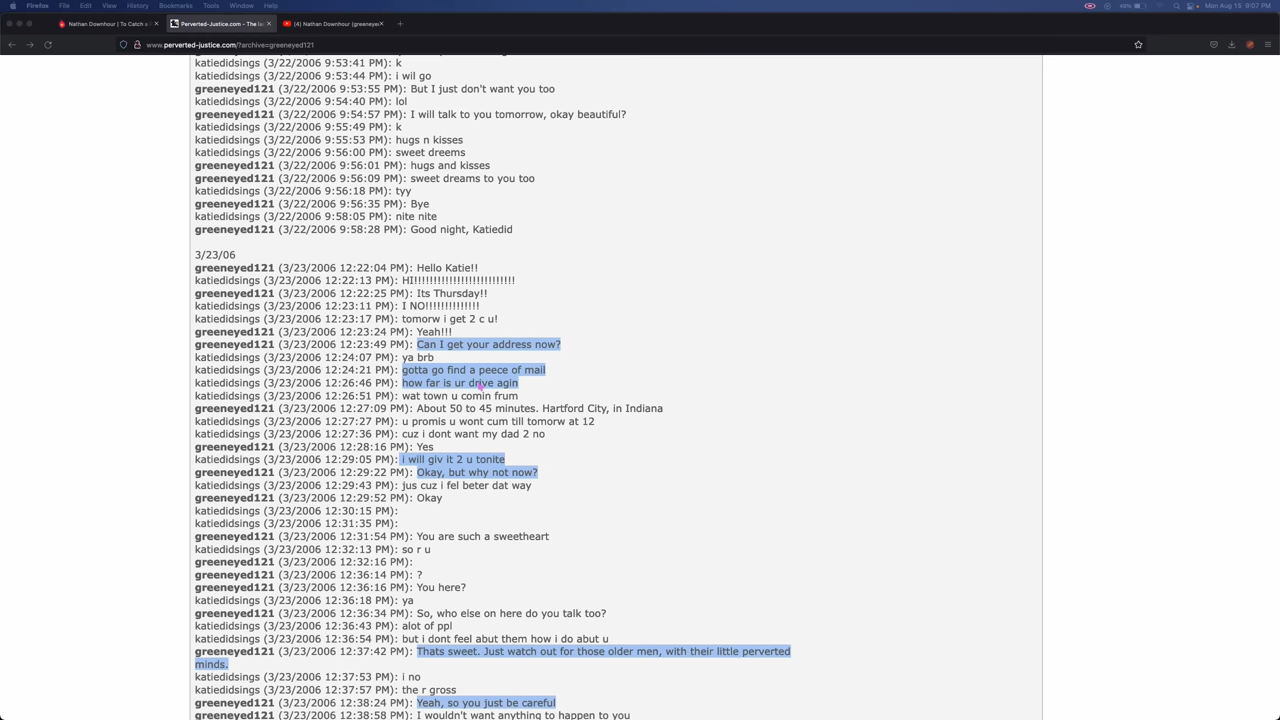 Firefox File Edit View History Bookmarks Tools Window Help
48% Mon Aug 15 9:07 PM
Nathan Downhour | To Catch a
Perverted-Justice.com - The la
(4) Nathan Downhour (greeneye
www.perverted-justice.com/?archive=greeneyed121
katiedidsings (3/22/2006 9:53:41 PM): k
katiedidsings (3/22/2006 9:53:44 PM): i wil go
greeneyed121 (3/22/2006 9:53:55 PM): But I just don't want you too
katiedidsings (3/22/2006 9:54:40 PM): lol
greeneyed121 (3/22/2006 9:54:57 PM): I will talk to you tomorrow, okay beautiful?
katiedidsings (3/22/2006 9:55:49 PM): k
katiedidsings (3/22/2006 9:55:53 PM): hugs n kisses
katiedidsings (3/22/2006 9:56:00 PM): sweet dreems
greeneyed121 (3/22/2006 9:56:01 PM): hugs and kisses
greeneyed121 (3/22/2006 9:56:09 PM): sweet dreams to you too
katiedidsings (3/22/2006 9:56:18 PM): tyy
greeneyed121 (3/22/2006 9:56:35 PM): Bye
katiedidsings (3/22/2006 9:58:05 PM): nite nite
greeneyed121 (3/22/2006 9:58:28 PM): Good night, Katiedid
3/23/06
greeneyed121 (3/23/2006 12:22:04 PM): Hello Katie!!
katiedidsings (3/23/2006 12:22:13 PM): HI!!!!!!!!!!!!!!!!!!!!!!!!!!
greeneyed121 (3/23/2006 12:22:25 PM): Its Thursday!!
katiedidsings (3/23/2006 12:23:11 PM): I NO!!!!!!!!!!!!!!
katiedidsings (3/23/2006 12:23:17 PM): tomorw i get 2 c u!
greeneyed121 (3/23/2006 12:23:24 PM): Yeah!!!
greeneyed121 (3/23/2006 12:23:49 PM): Can I get your address now?
katiedidsings (3/23/2006 12:24:07 PM): ya brb
katiedidsings (3/23/2006 12:24:21 PM): gotta go find a peece of mail
katiedidsings (3/23/2006 12:26:46 PM): how far is ur drive agin
katiedidsings (3/23/2006 12:26:51 PM): wat town u comin frum
greeneyed121 (3/23/2006 12:27:09 PM): About 50 to 45 minutes. Hartford City, in Indiana
katiedidsings (3/23/2006 12:27:27 PM): u promis u wont cum till tomorw at 12
katiedidsings (3/23/2006 12:27:36 PM): cuz i dont want my dad 2 no
greeneyed121 (3/23/2006 12:28:16 PM): Yes
katiedidsings (3/23/2006 12:29:05 PM): i will giv it 2 u tonite
greeneyed121 (3/23/2006 12:29:22 PM): Okay, but why not now?
katiedidsings (3/23/2006 12:29:43 PM): jus cuz i fel beter dat way
greeneyed121 (3/23/2006 12:29:52 PM): Okay
katiedidsings (3/23/2006 12:30:15 PM):
katiedidsings (3/23/2006 12:31:35 PM):
greeneyed121 (3/23/2006 12:31:54 PM): You are such a sweetheart
katiedidsings (3/23/2006 12:32:13 PM): so r u
greeneyed121 (3/23/2006 12:32:16 PM):
greeneyed121 (3/23/2006 12:36:14 PM): ?
greeneyed121 (3/23/2006 12:36:16 PM): You here?
katiedidsings (3/23/2006 12:36:18 PM): ya
greeneyed121 (3/23/2006 12:36:34 PM): So, who else on here do you talk too?
katiedidsings (3/23/2006 12:36:43 PM): alot of ppl
katiedidsings (3/23/2006 12:36:54 PM): but i dont feel abut them how i do abut u
greeneyed121 (3/23/2006 12:37:42 PM): Thats sweet. Just watch out for those older men, with their little perverted
minds.
katiedidsings (3/23/2006 12:37:53 PM): i no
katiedidsings (3/23/2006 12:37:57 PM): the r gross
greeneyed121 (3/23/2006 12:38:24 PM): Yeah, so you just be careful
greeneyed121 (3/23/2006 12:38:58 PM): I wouldn't want anything to happen to you